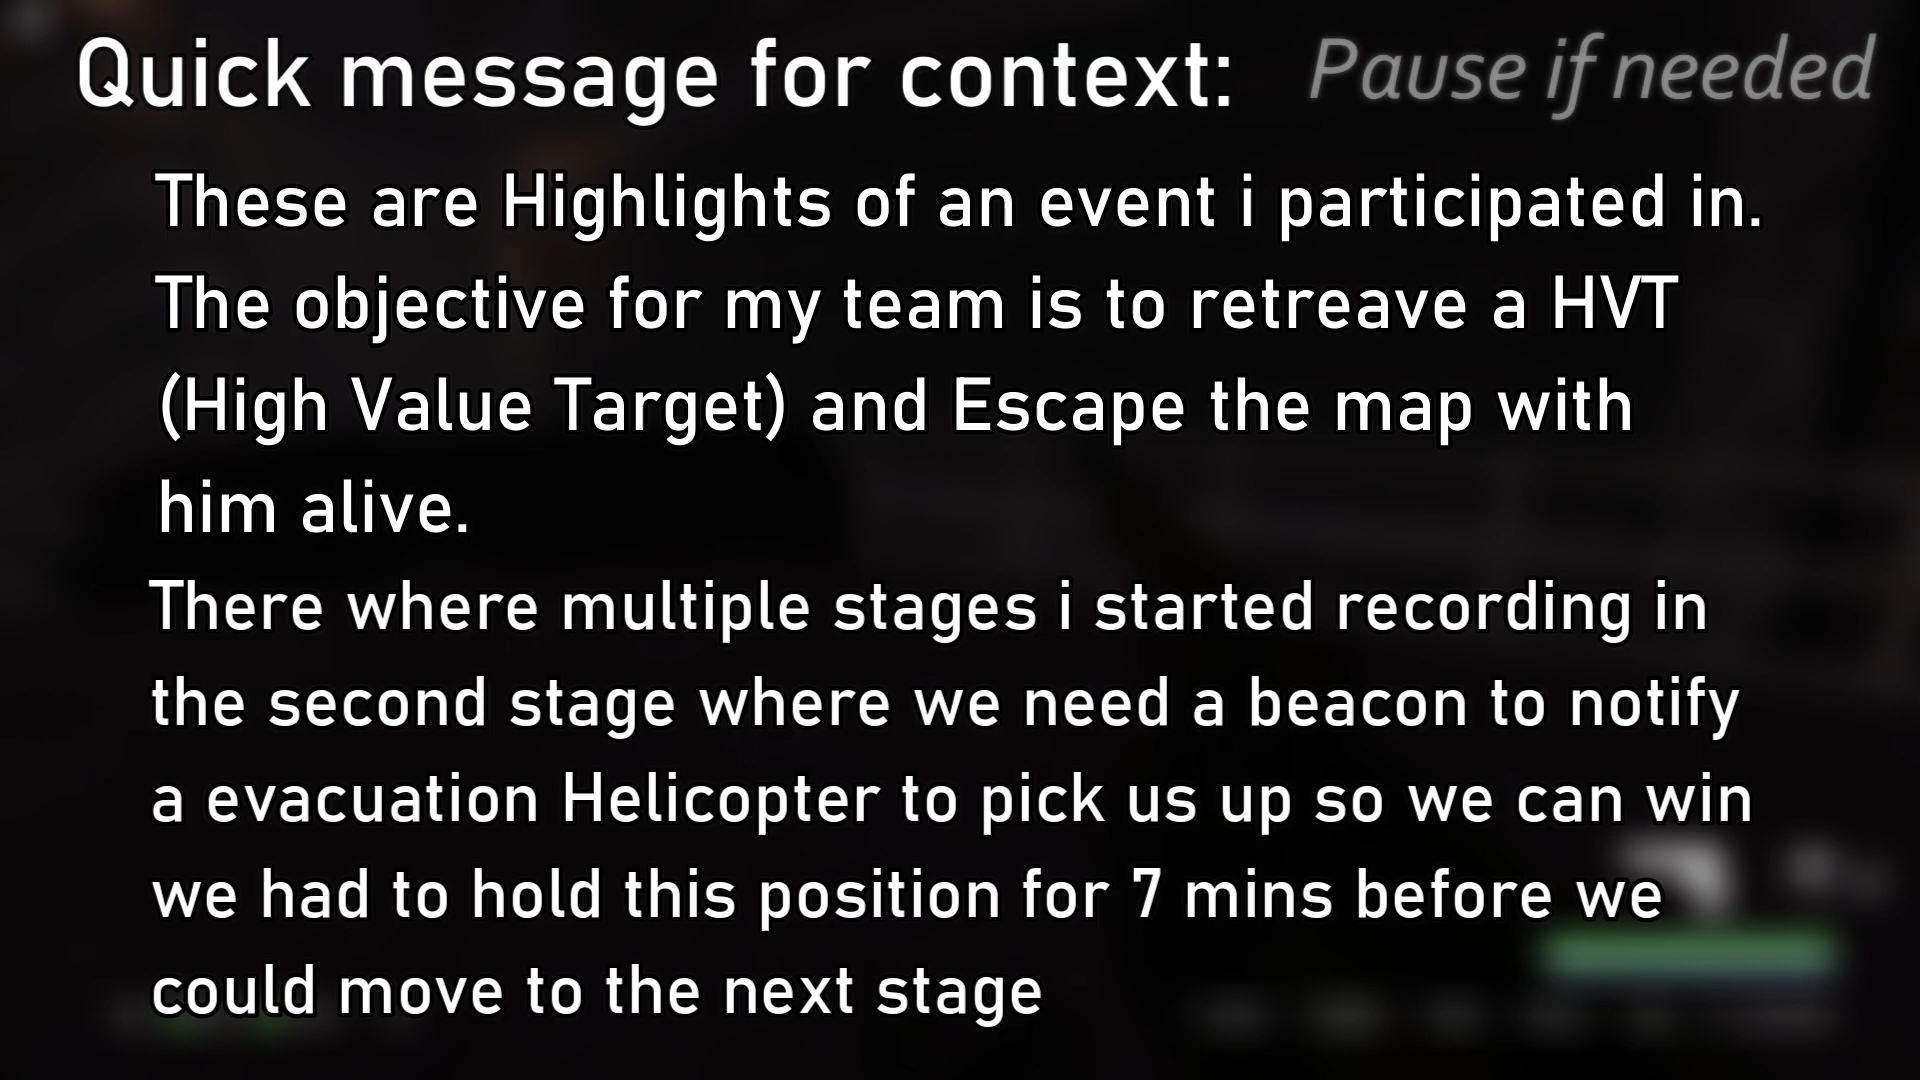 Quick message for context: Pause if needed
These are Highlights of an event i participated in.
The objective for my team is to retreave a HVT
(High Value Target) and Escape the map with
him alive.
There where multiple stages i started recording in
the second stage where we need a beacon to notify
a evacuation Helicopter to pick us up so we can win
we had to hold this position for 7 mins before we
could move to the next stage